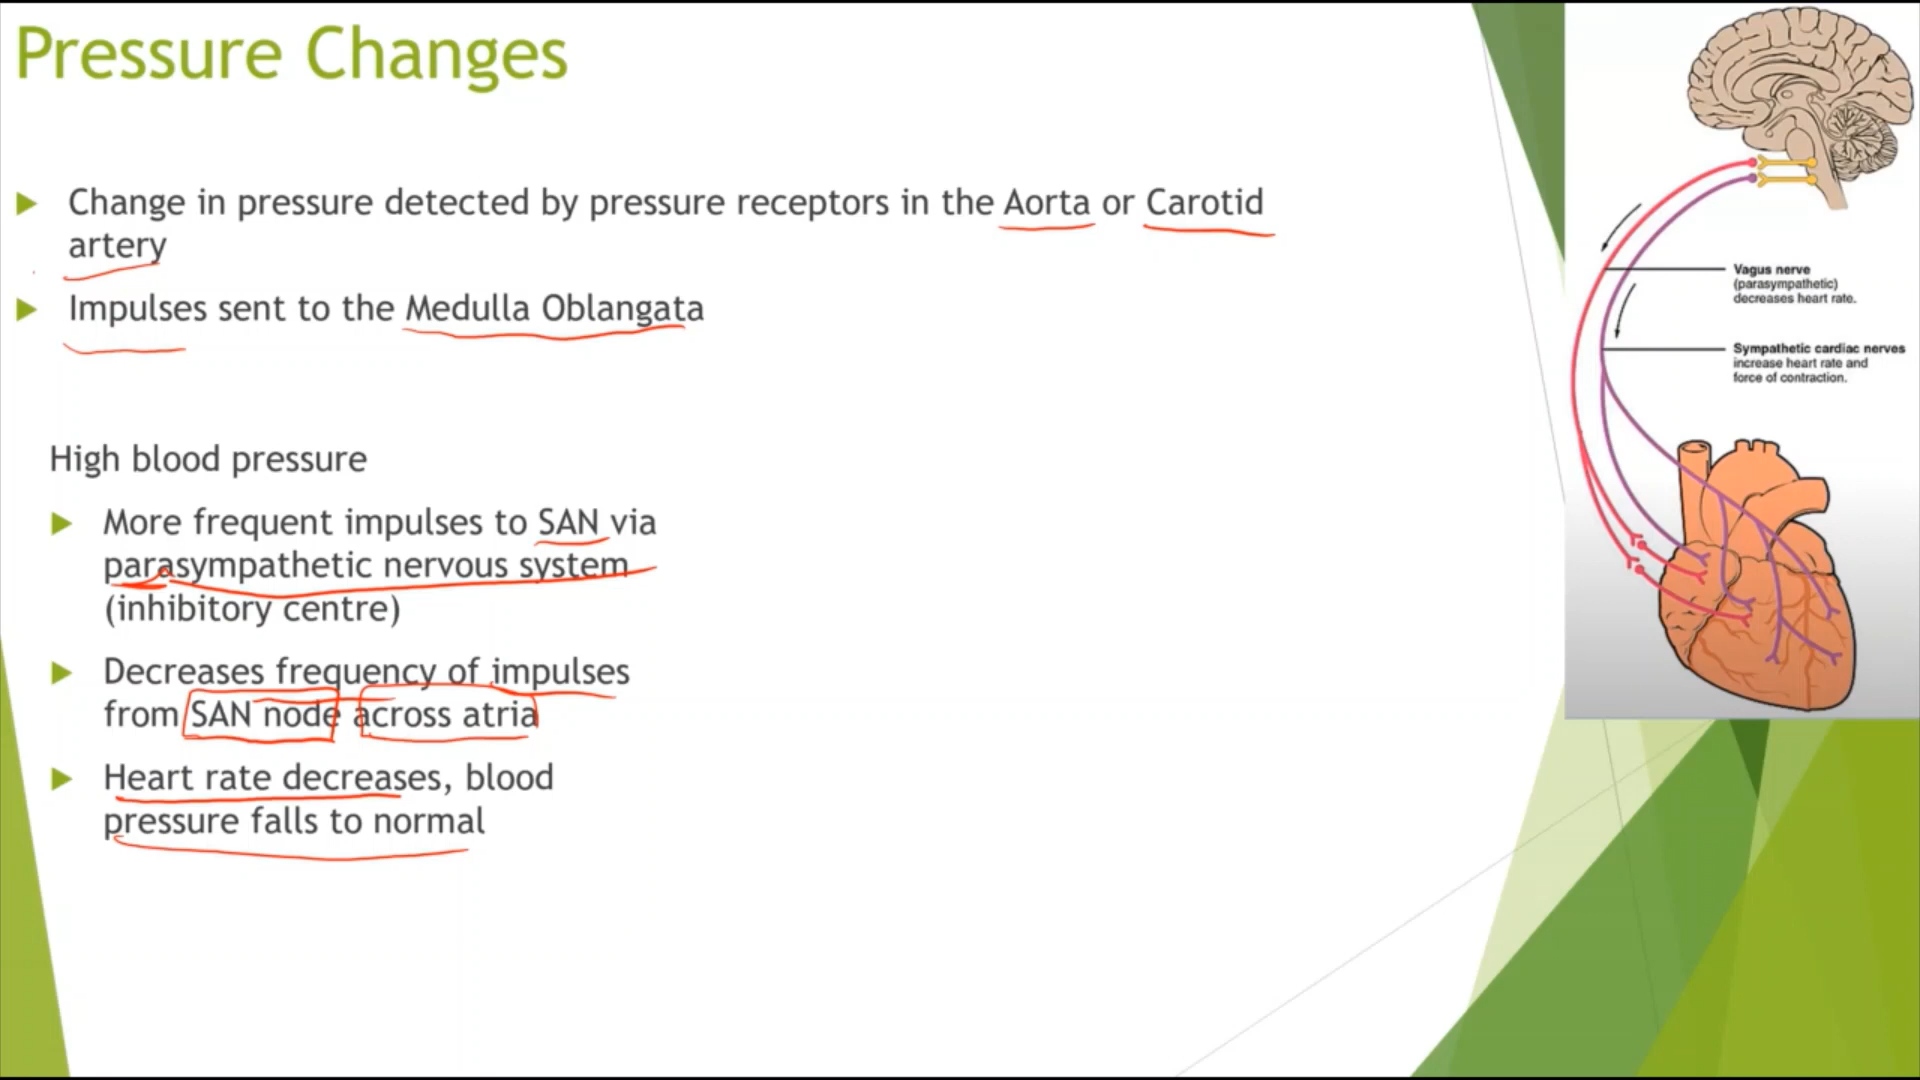 Pressure Changes
Change in pressure detected by pressure receptors in the Aorta or Carotid
artery
Impulses sent to the Medulla Oblangata
High blood pressure
More frequent impulses to SAN via
parasympathetic nervous system
(inhibitory centre)
Decreases frequency of impulses
from SAN node across atria
Heart rate decreases, blood
pressure falls to normal
Vagus nerve
(parasympathetic)
decreases heart rate.
Sympathetic cardiac nerves
increase heart rate and
force of contraction.